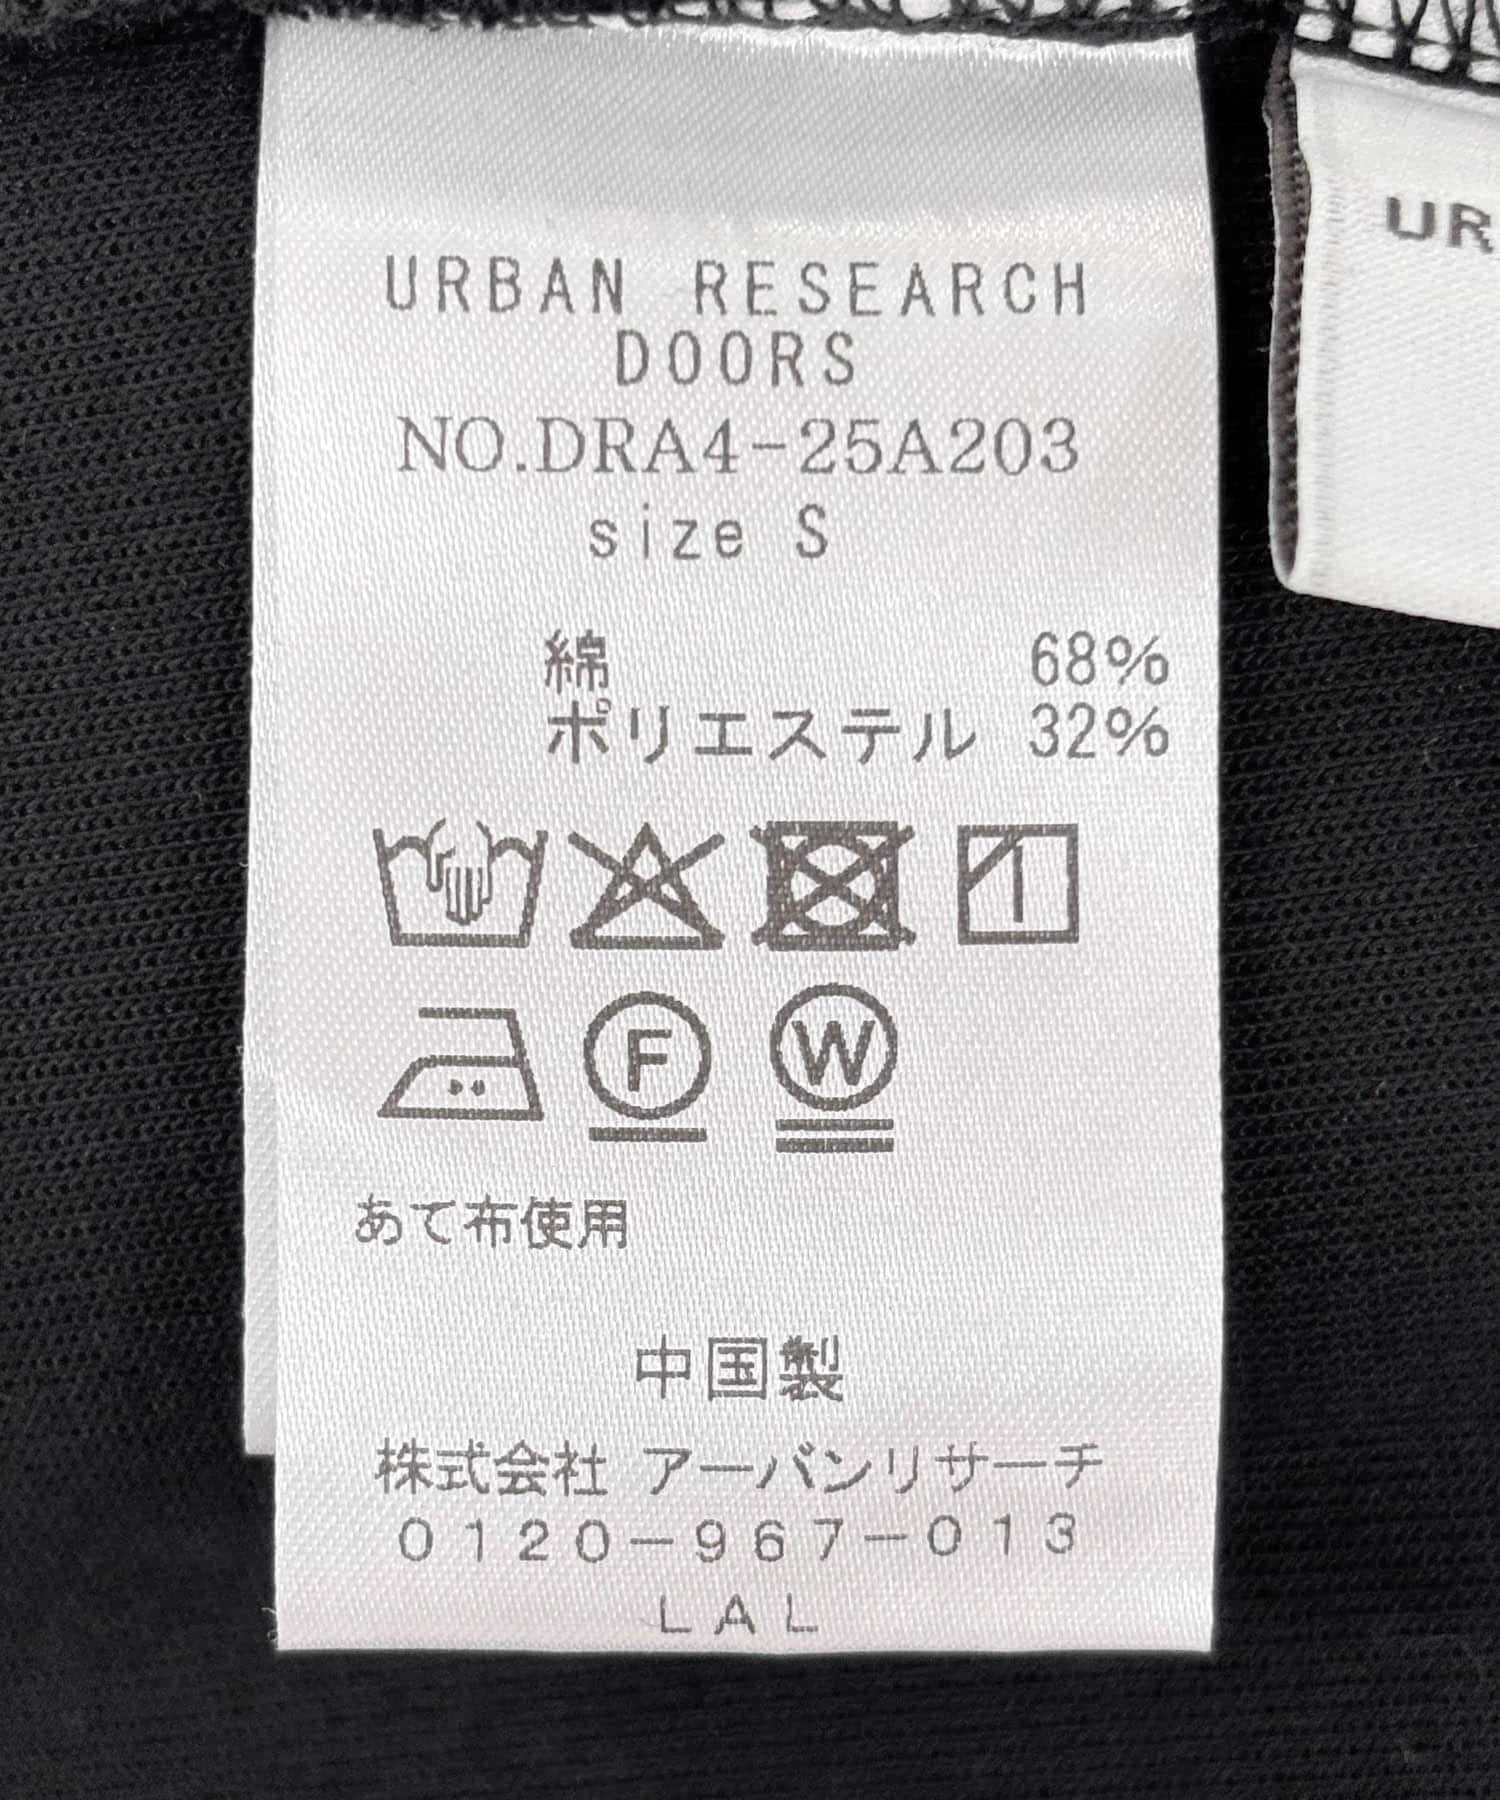 URBAN RESEARCH
DOORS
NO.DRA4-25A203
size S
綿 68%
ポリエステル 32%
F W
あて布使用
中国製
株式会社 アーバンリサーチ
0120-967-013
LAL
UR